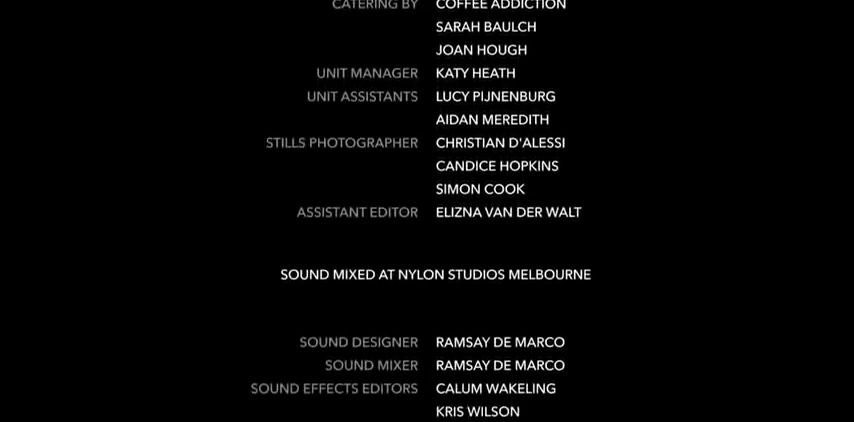 CATERING BY COFFEE ADDICTION
SARAH BAULCH
JOAN HOUGH
UNIT MANAGER KATY HEATH
UNIT ASSISTANTS LUCY PIJNENBURG
AIDAN MEREDITH
STILLS PHOTOGRAPHER CHRISTIAN D'ALESSI
CANDICE HOPKINS
SIMON COOK
ASSISTANT EDITOR ELIZNA VAN DER WALT
SOUND MIXED AT NYLON STUDIOS MELBOURNE
SOUND DESIGNER RAMSAY DE MARCO
SOUND MIXER RAMSAY DE MARCO
SOUND EFFECTS EDITORS CALUM WAKELING
KRIS WILSON